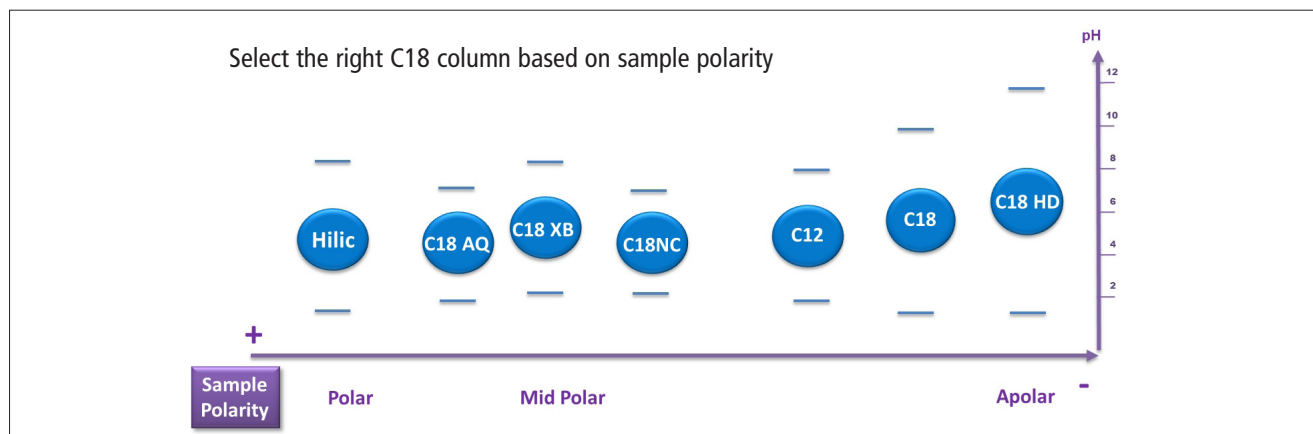 Select the right C18 column based on sample polarity
pH
12
10
8
6
4
2
Hilic
C18 AQ
C18 XB
C18NC
C12
C18
C18 HD
+
-
Sample
Polarity
Polar
Mid Polar
Apolar